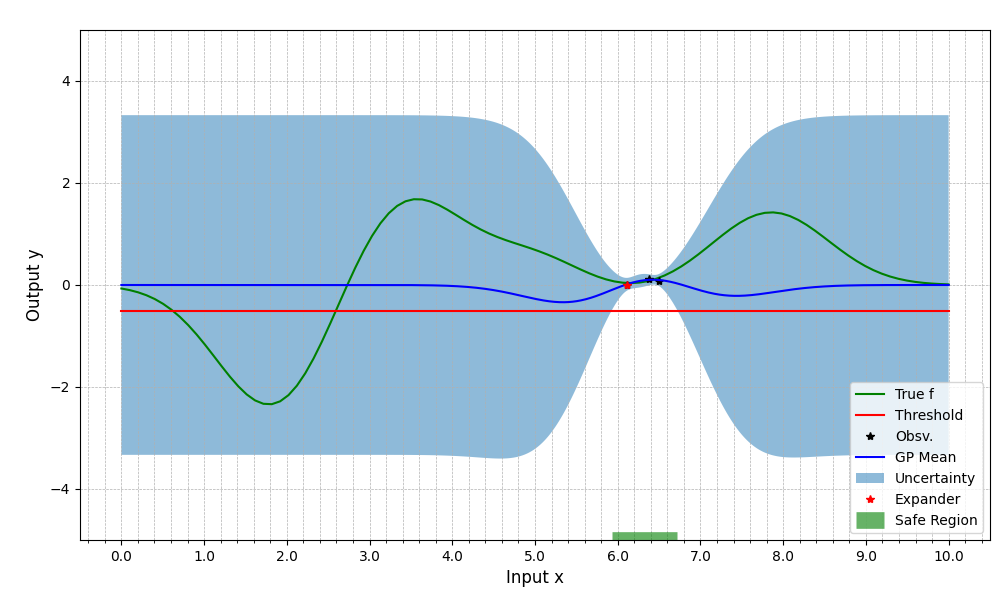 Output y
4
2
0
−2
−4
0.0 1.0 2.0 3.0 4.0 5.0 6.0 7.0 8.0 9.0 10.0
Input x
True f
Threshold
Obsv.
GP Mean
Uncertainty
Expander
Safe Region